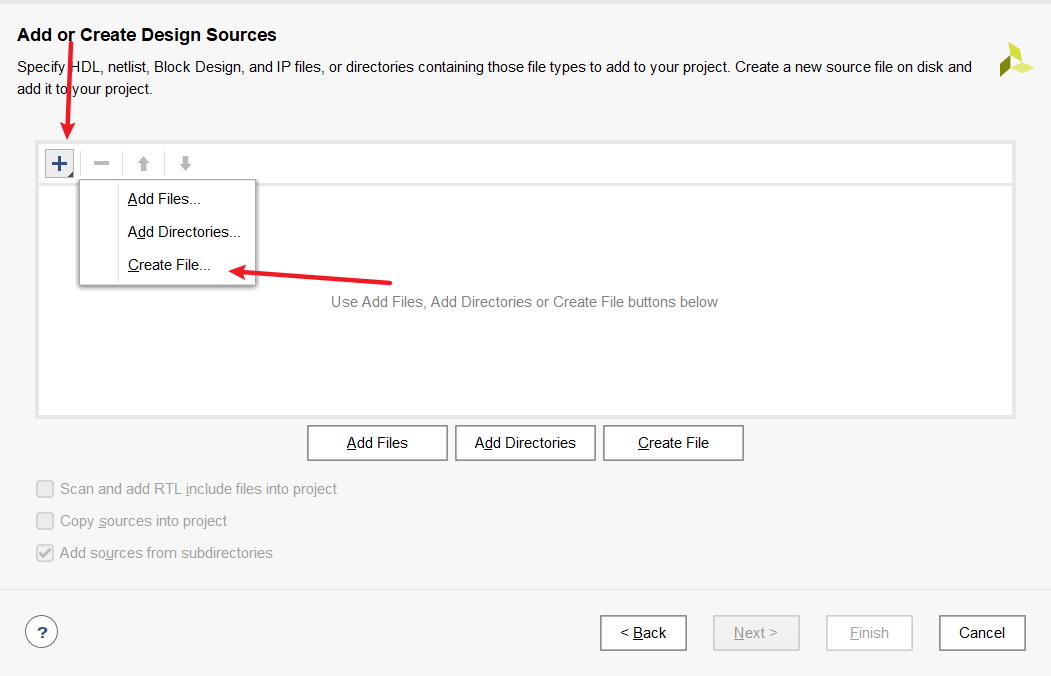 Add or Create Design Sources
Specify HDL, netlist, Block Design, and IP files, or directories containing those file types to add to your project. Create a new source file on disk and
add it to your project.
Add Files...
Add Directories...
Create File...
Use Add Files, Add Directories or Create File buttons below
Add Files
Add Directories
Create File
Scan and add RTL include files into project
Copy sources into project
Add sources from subdirectories
?
< Back
Next >
Finish
Cancel